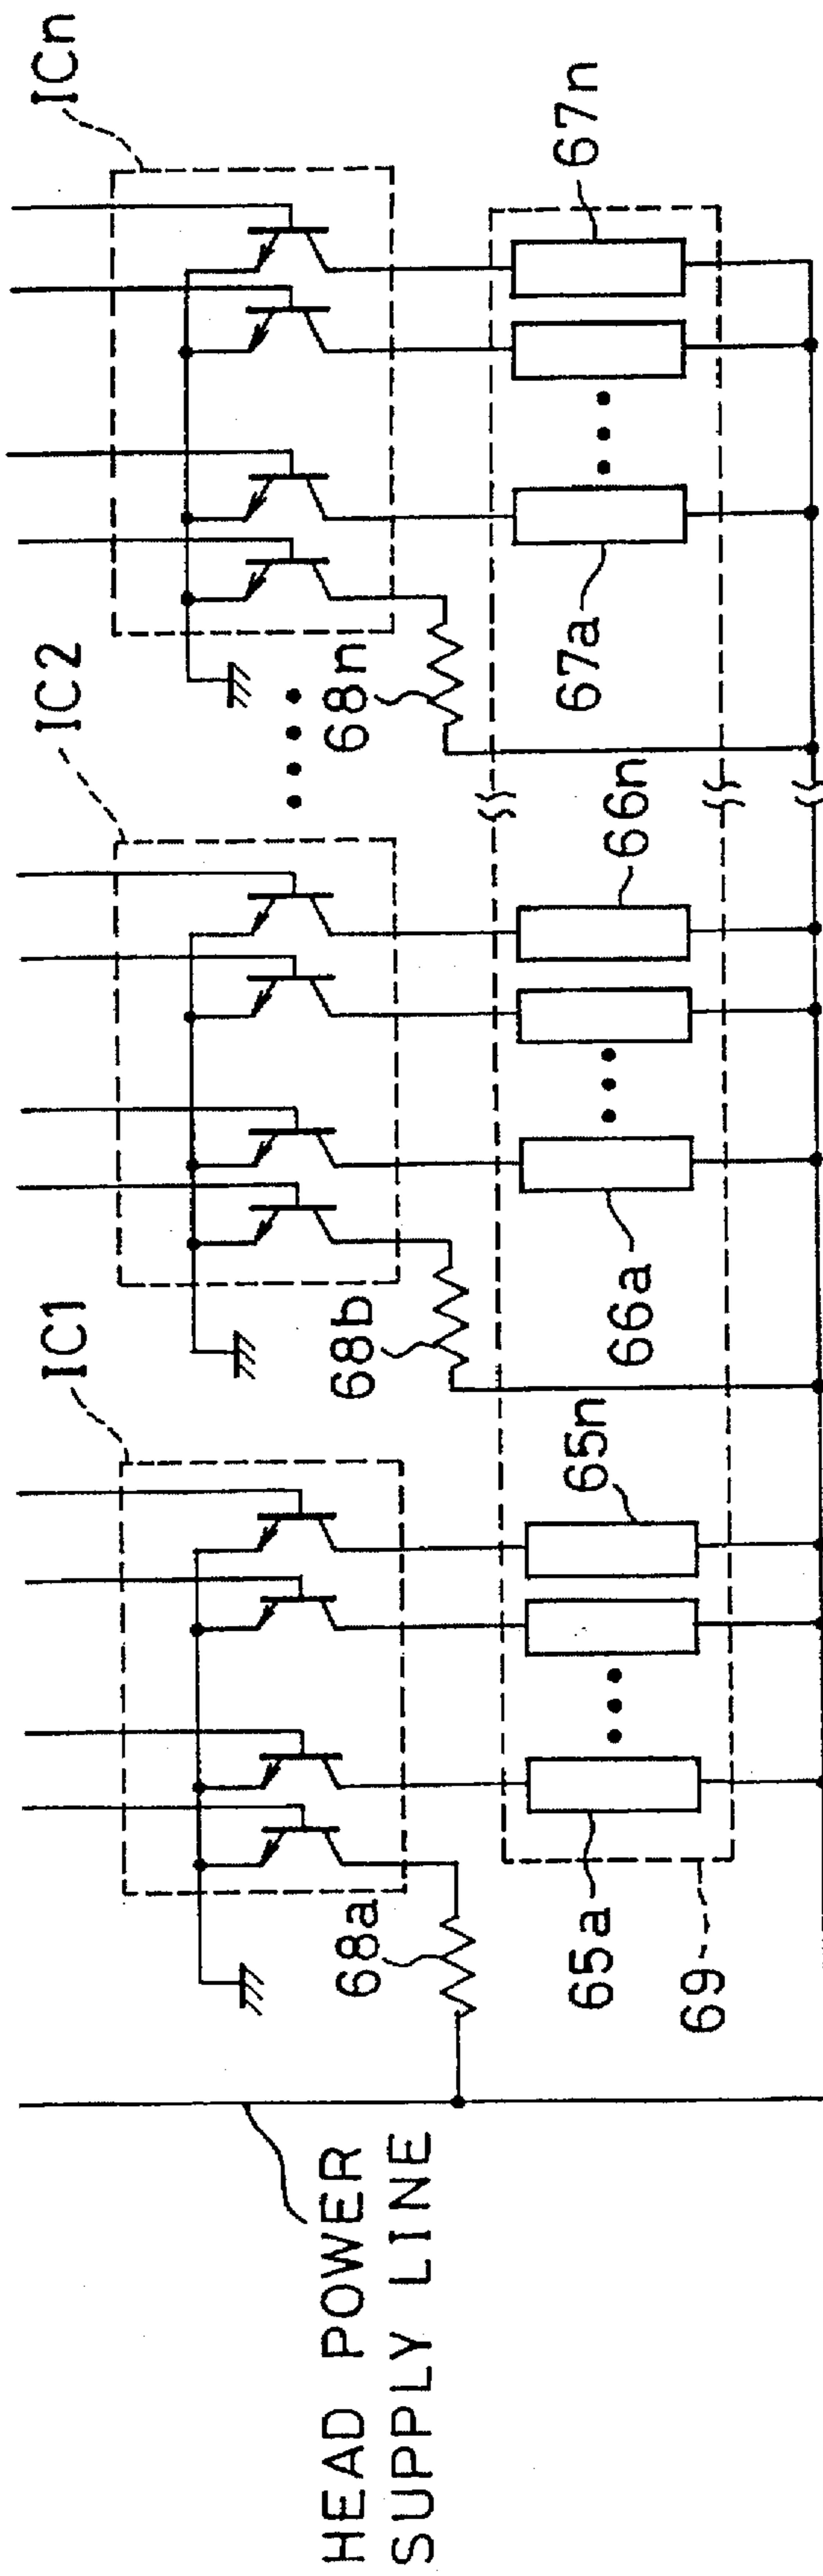 IC1
IC2
ICn
68a
68b
68n
65a
65n
66a
66n
67a
67n
69
HEAD POWER
SUPPLY LINE